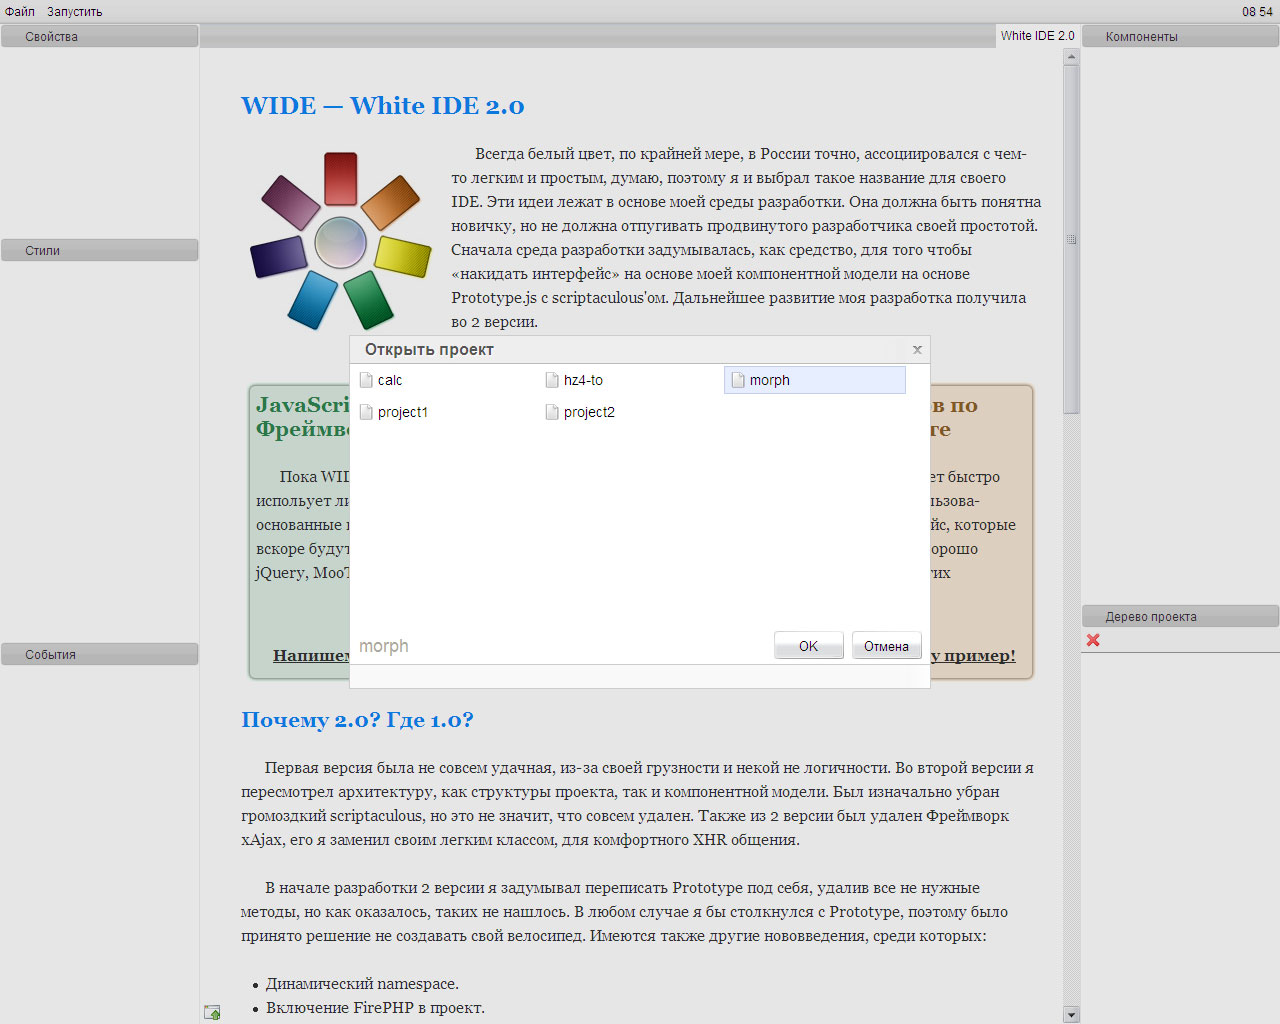 Файл Запустить 08 54
Свойства
White IDE 2.0
Компоненты
WIDE — White IDE 2.0
Всегда белый цвет, по крайней мере, в России точно, ассоциировался с чем-
то легким и простым, думаю, поэтому я и выбрал такое название для своего
IDE. Эти идеи лежат в основе моей среды разработки. Она должна быть понятна
новичку, но не должна отпугивать продвинутого разработчика своей простотой.
Сначала среда разработки задумывалась, как средство, для того чтобы
«накидать интерфейс» на основе моей компонентной модели на основе
Prototype.js с scriptaculous'ом. Дальнейшее развитие моя разработка получила
во 2 версии.
Стили
События
Дерево проекта
Открыть проект x
calc hz4-to morph
project1 project2
morph OK Отмена
JavaScri
Фреймво
Пока WII
использует ли
основанные
вскоре будут
jQuery, MooT
Напишем
в по
те
ет быстро
льзова-
йс, которые
орошо
гих
у пример!
Почему 2.0? Где 1.0?
Первая версия была не совсем удачная, из-за своей грузности и некой не логичности. Во второй версии я
пересмотрел архитектуру, как структуры проекта, так и компонентной модели. Был изначально убран
громоздкий scriptaculous, но это не значит, что совсем удален. Также из 2 версии был удален Фреймворк
xAjax, его я заменил своим легким классом, для комфортного XHR общения.
В начале разработки 2 версии я задумывал переписать Prototype под себя, удалив все не нужные
методы, но как оказалось, таких не нашлось. В любом случае я бы столкнулся с Prototype, поэтому было
принято решение не создавать свой велосипед. Имеются также другие нововведения, среди которых:
• Динамический namespace.
• Включение FirePHP в проект.